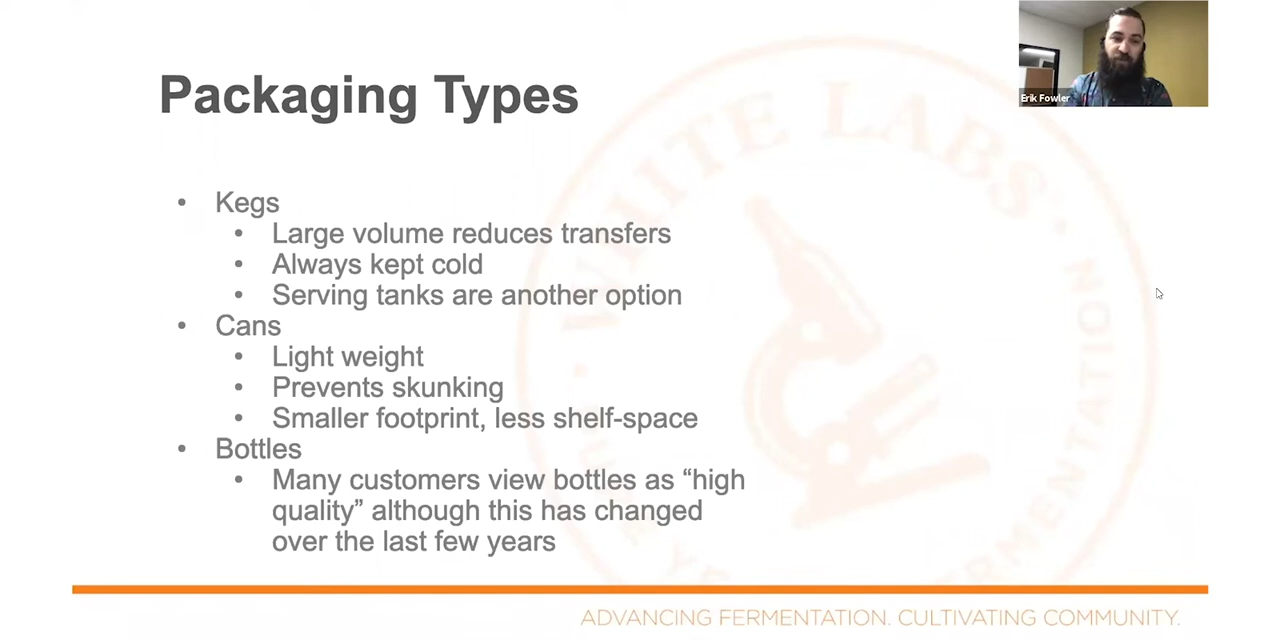 Packaging Types
Erik Fowler
WHITE LABS
• Kegs
• Large volume reduces transfers
• Always kept cold
• Serving tanks are another option
• Cans
• Light weight
• Prevents skunking
• Smaller footprint, less shelf-space
• Bottles
• Many customers view bottles as “high
quality” although this has changed
over the last few years
ADVANCING FERMENTATION. CULTIVATING COMMUNITY.